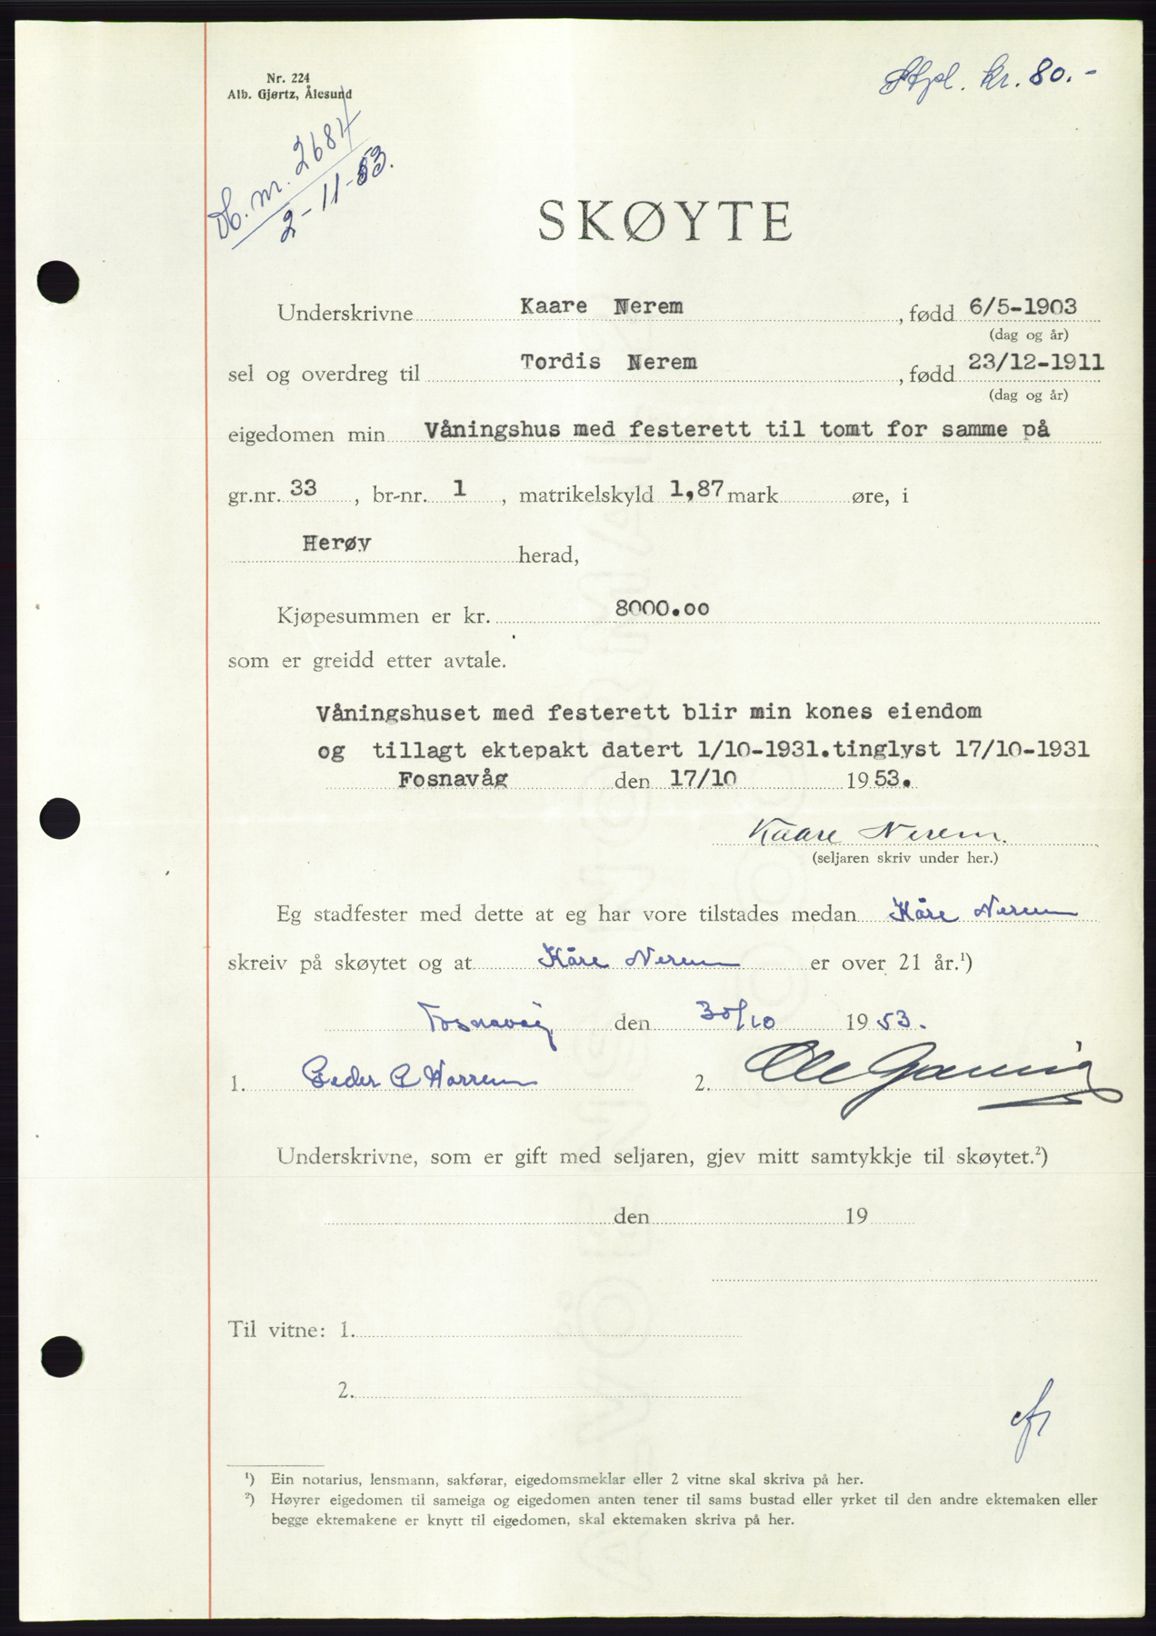 Nr. 224
Alb. Gjørtz, Ålesund
Stpl. kr. 80.-
Db. nr. 2684
2-11-53.
SKØYTE
Underskrivne Kaare Nerem, fødd 6/5-1903
(dag og år)
sel og overdreg til Tordis Nerem, fødd 23/12-1911
(dag og år)
eigedomen min Våningshus med festerett til tomt for samme på
gr.nr. 33, br-nr. 1, matrikelskyld 1,87 mark øre, i
Herøy herad,
Kjøpesummen er kr. 8000.00
som er greidd etter avtale.
Våningshuset med festerett blir min kones eiendom
og tillagt ektepakt datert 1/10-1931.tinglyst 17/10-1931
Fosnavåg den 17/10 1953.
Kaare Nerem.
(seljaren skriv under her.)
Eg stadfester med dette at eg har vore tilstades medan Kåre Nerem
skreiv på skøytet og at Kåre Nerem er over 21 år.¹)
Fosnavåg den 30/10 1953.
1. Peder 2. Ole
Underskrivne, som er gift med seljaren, gjev mitt samtykkje til skøytet.²)
den 19
Til vitne: 1.
2.
¹) Ein notarius, lensmann, sakførar, eigedomsmeklar eller 2 vitne skal skriva på her.
²) Høyrer eigedomen til sameiga og eigedomen anten tener til sams bustad eller yrket til den andre ektemaken eller
begge ektemakene er knytt til eigedomen, skal ektemaken skriva på her.